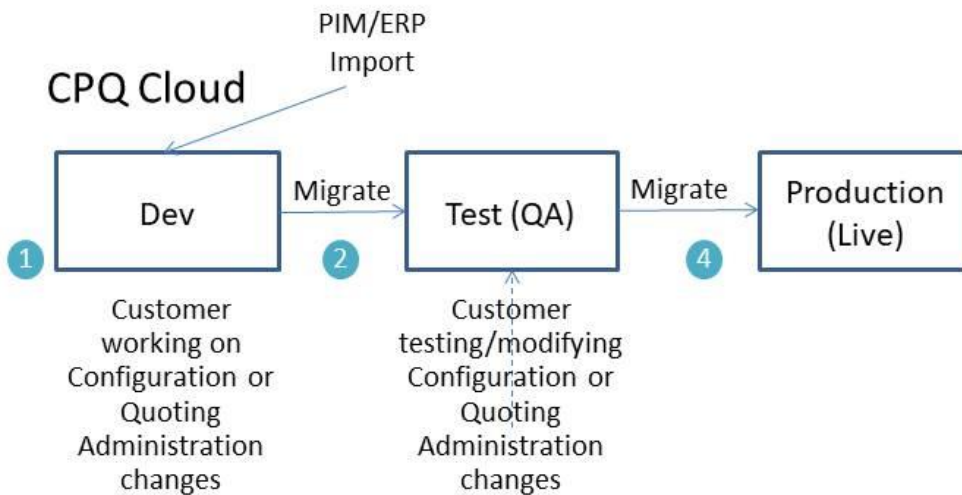 PIM/ERP
Import
CPQ Cloud
Dev
Migrate
Test (QA)
Migrate
Production
(Live)
1
2
4
Customer
working on
Configuration or
Quoting
Administration
changes
Customer
testing/modifying
Configuration or
Quoting
Administration
changes